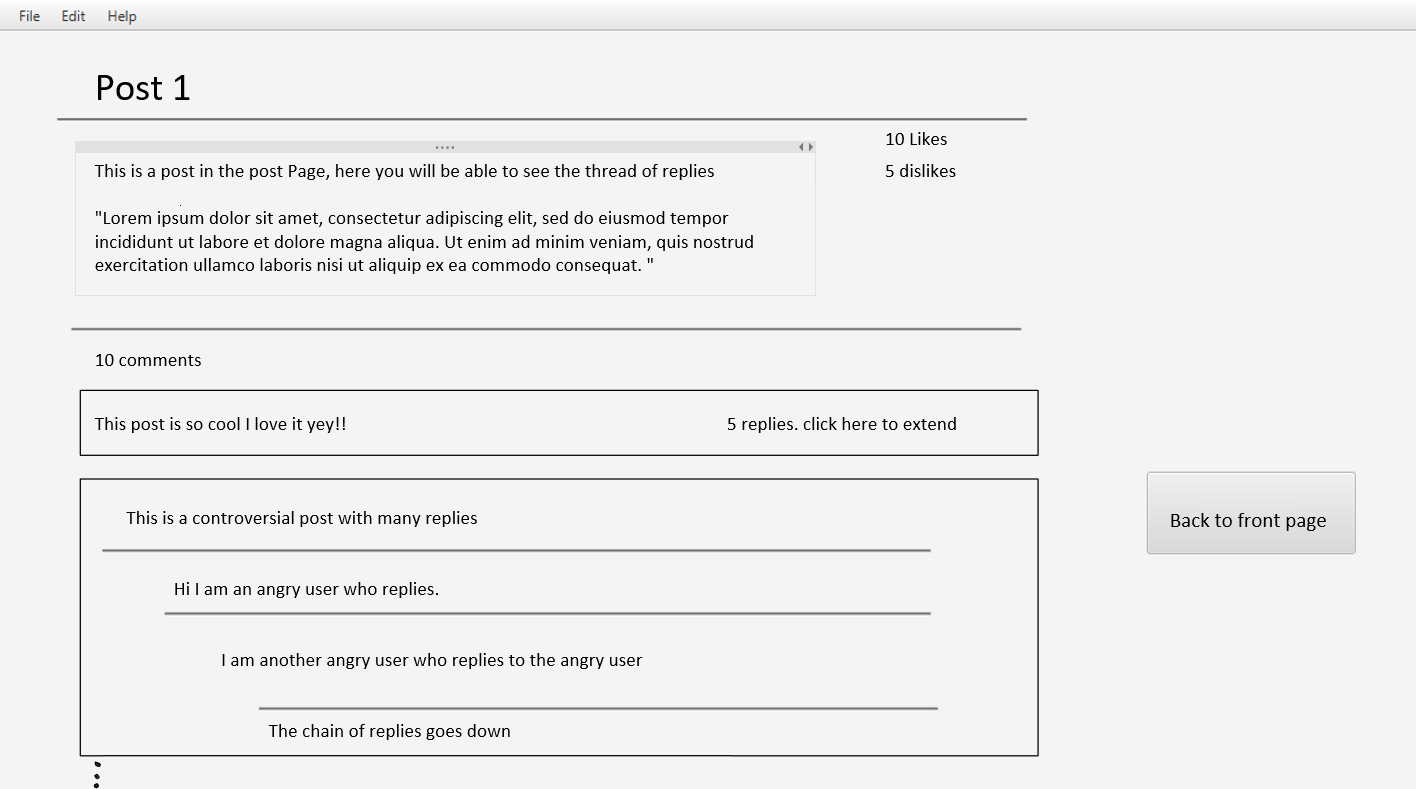 File Edit Help
Post 1
10 Likes
This is a post in the post Page, here you will be able to see the thread of replies
5 dislikes
"Lorem ipsum dolor sit amet, consectetur adipiscing elit, sed do eiusmod tempor
incididunt ut labore et dolore magna aliqua. Ut enim ad minim veniam, quis nostrud
exercitation ullamco laboris nisi ut aliquip ex ea commodo consequat. "
10 comments
This post is so cool I love it yey!!
5 replies. click here to extend
This is a controversial post with many replies
Back to front page
Hi I am an angry user who replies.
I am another angry user who replies to the angry user
The chain of replies goes down